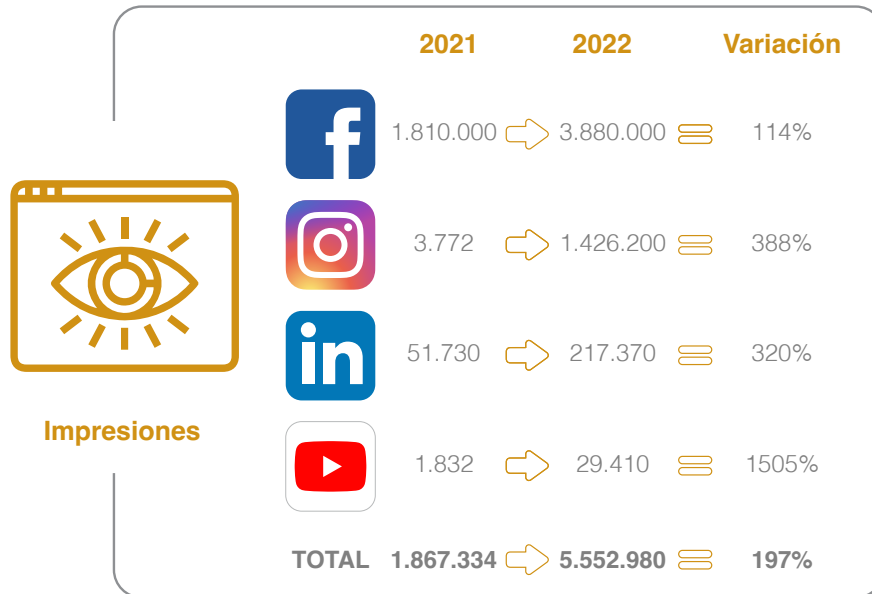 2021 2022 Variación
f 1.810.000 3.880.000 114%
3.772 1.426.200 388%
in 51.730 217.370 320%
Impresiones
1.832 29.410 1505%
TOTAL 1.867.334 5.552.980 197%